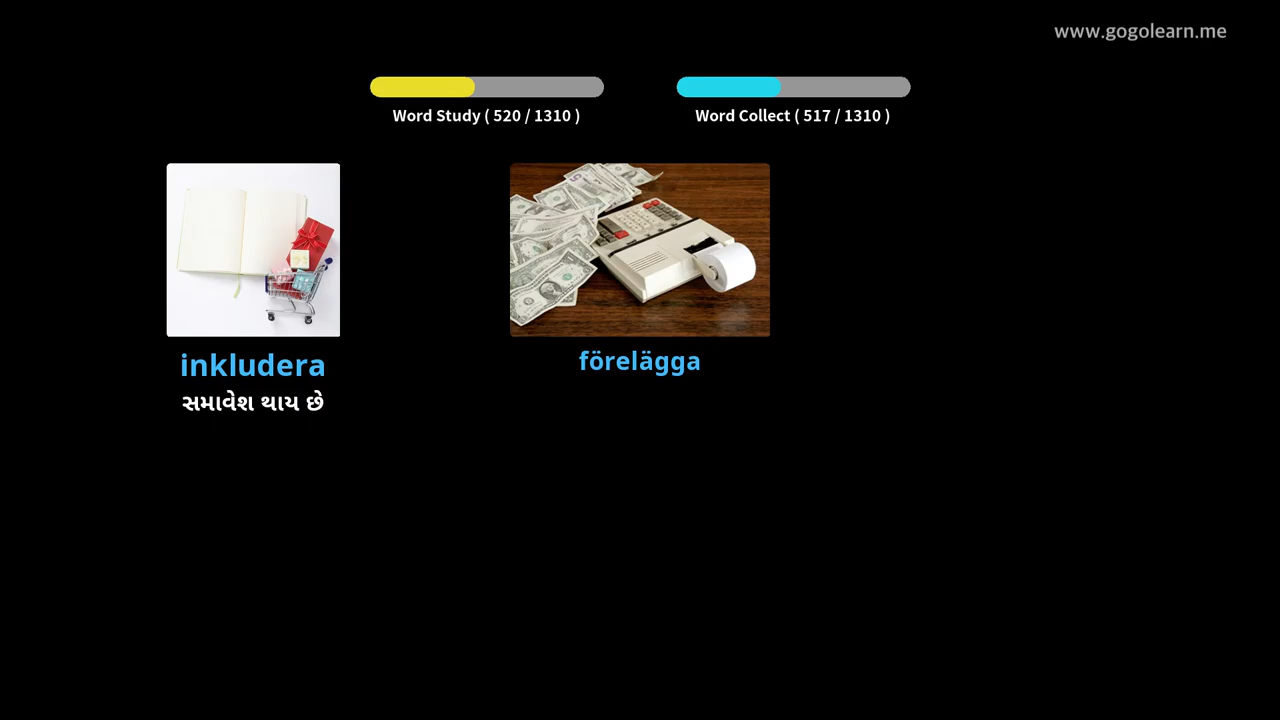 www.gogolearn.me
Word Study ( 520 / 1310 )
Word Collect ( 517 / 1310 )
inkludera
સમાવેશ થાય છે
förelägga